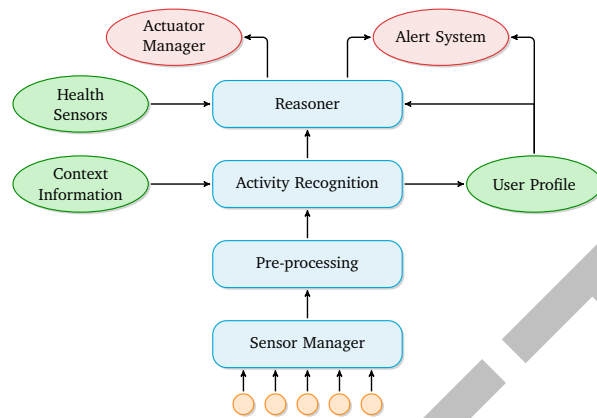 Actuator
Manager
Alert System
Health
Sensors
Reasoner
Context
Information
Activity Recognition
User Profile
Pre-processing
Sensor Manager